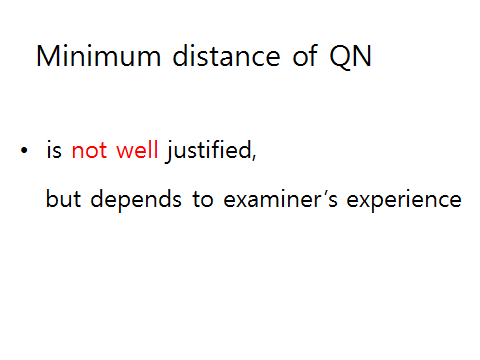 Minimum distance of QN
• is not well justified,
but depends to examiner’s experience